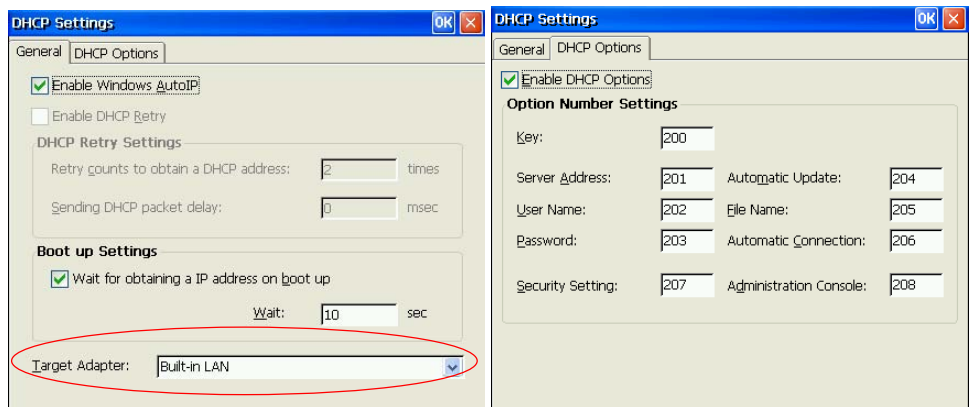 DHCP Settings OK
General DHCP Options
Enable Windows AutoIP
Enable DHCP Retry
DHCP Retry Settings
Retry counts to obtain a DHCP address: 2 times
Sending DHCP packet delay: 0 msec
Boot up Settings
Wait for obtaining a IP address on boot up
Wait: 10 sec
Target Adapter: Built-in LAN
DHCP Settings OK
General DHCP Options
Enable DHCP Options
Option Number Settings
Key: 200
Server Address: 201 Automatic Update: 204
User Name: 202 File Name: 205
Password: 203 Automatic Connection: 206
Security Setting: 207 Administration Console: 208